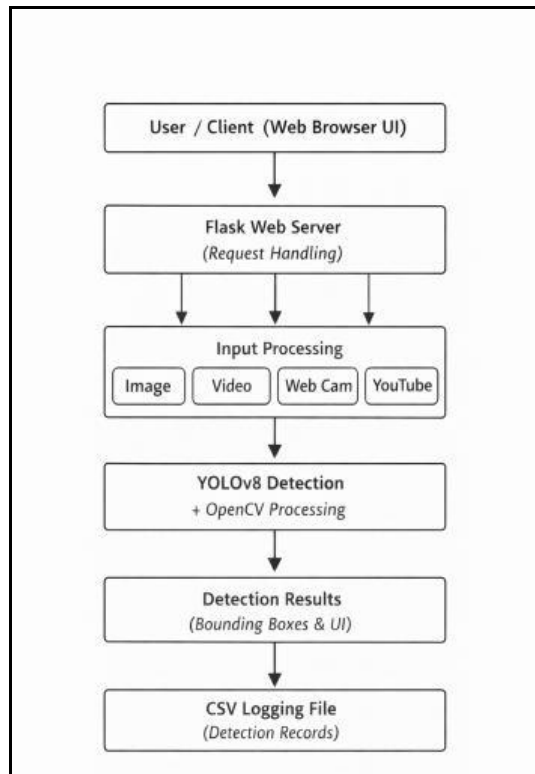 User / Client (Web Browser UI)
Flask Web Server
(Request Handling)
Input Processing
Image
Video
Web Cam
YouTube
YOLOv8 Detection
+ OpenCV Processing
Detection Results
(Bounding Boxes & UI)
CSV Logging File
(Detection Records)